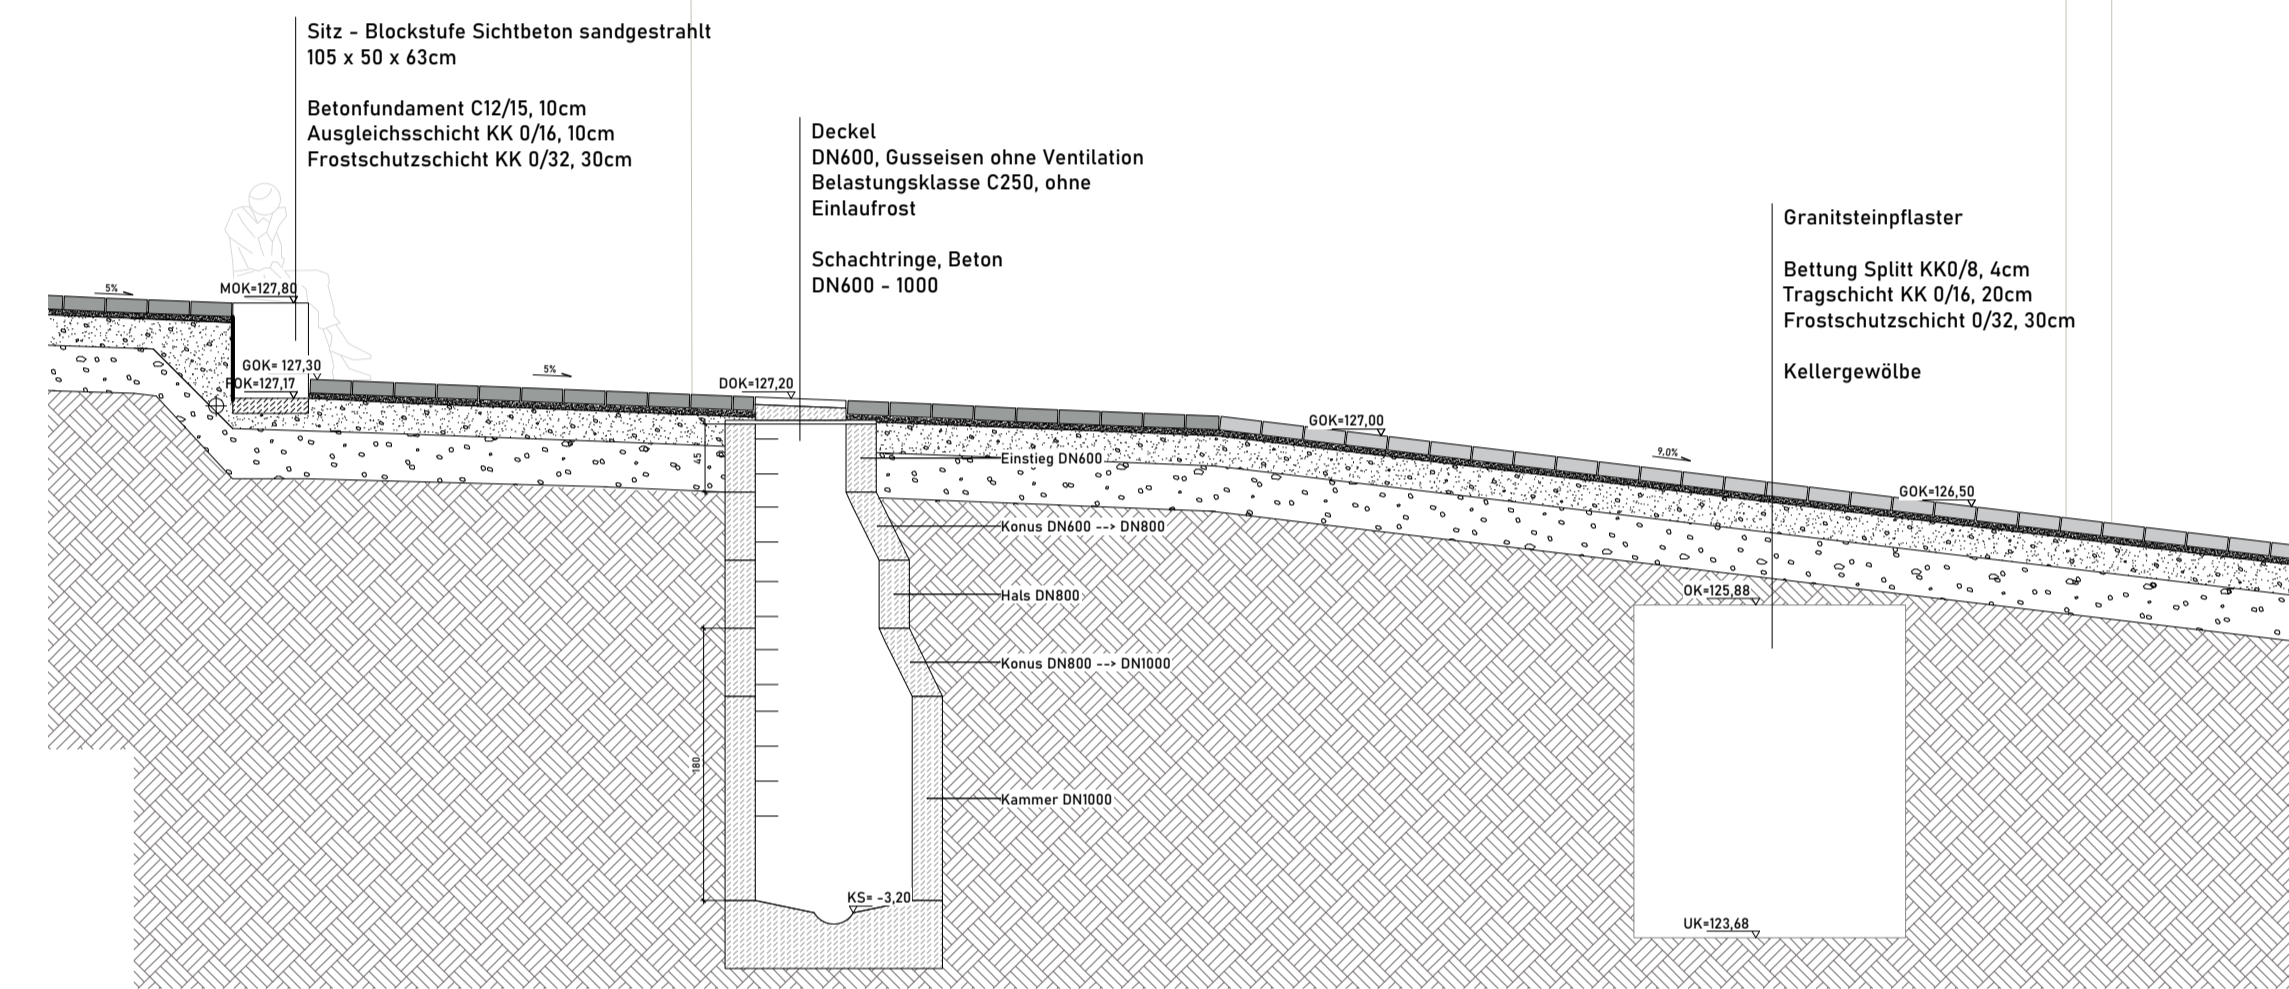 Sitz - Blockstufe Sichtbeton sandgestrahlt
105 x 50 x 63cm
Betonfundament C12/15, 10cm
Ausgleichsschicht KK 0/16, 10cm
Frostschutzschicht KK 0/32, 30cm
Deckel
DN600, Gusseisen ohne Ventilation
Belastungsklasse C250, ohne
Einlaufrost
Schachtringe, Beton
DN600 - 1000
Granitsteinpflaster
Bettung Splitt KK0/8, 4cm
Tragschicht KK 0/16, 20cm
Frostschutzschicht 0/32, 30cm
Kellergewölbe
5%
MOK=127,80
GOK= 127,30
FOK=127,17
5%
DOK=127,20
GOK=127,00
9,0%
GOK=126,50
45
Einstieg DN600
Konus DN600 --> DN800
Hals DN800
Konus DN800 --> DN1000
180
Kammer DN1000
KS= -3,20
OK=125,88
UK=123,68